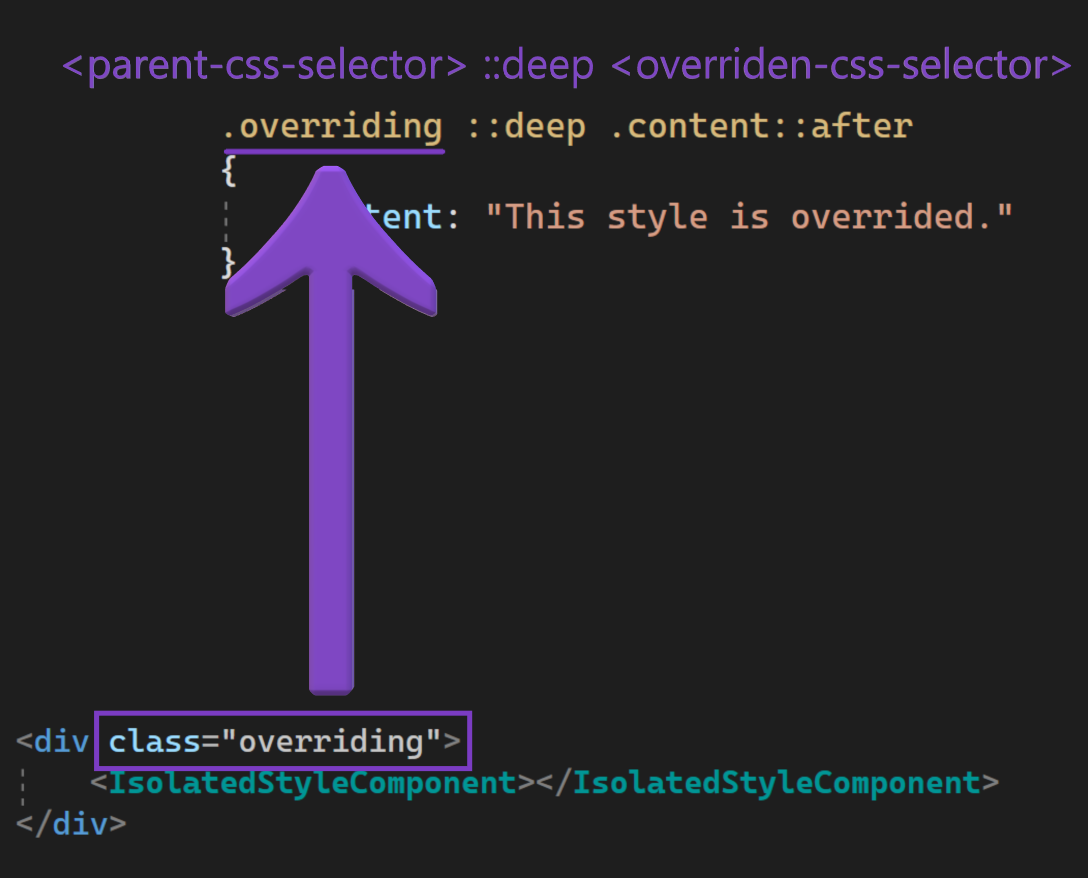 <parent-css-selector> ::deep <overriden-css-selector>
.overriding ::deep .content::after
{
tent: "This style is overrided."
}
<div class="overriding">
<IsolatedStyleComponent></IsolatedStyleComponent>
</div>